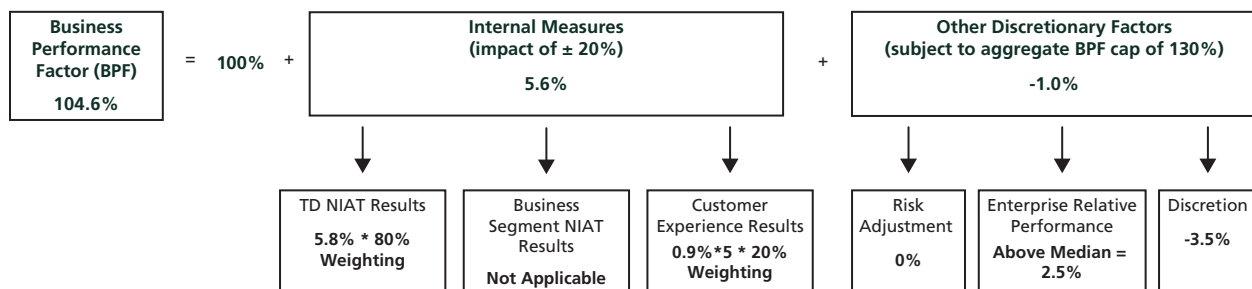 Business
Performance
Factor (BPF)
104.6%
=
100%
+
Internal Measures
(impact of ± 20%)
5.6%
+
Other Discretionary Factors
(subject to aggregate BPF cap of 130%)
-1.0%
TD NIAT Results
5.8% * 80%
Weighting
Business
Segment NIAT
Results
Not Applicable
Customer
Experience Results
0.9%*5 * 20%
Weighting
Risk
Adjustment
0%
Enterprise Relative
Performance
Above Median =
2.5%
Discretion
-3.5%